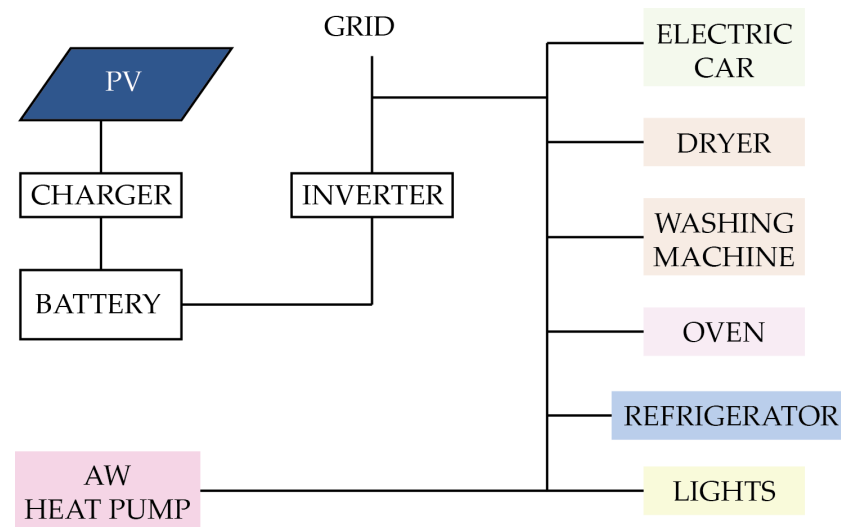 GRID
PV
CHARGER
INVERTER
BATTERY
AW
HEAT PUMP
ELECTRIC
CAR
DRYER
WASHING
MACHINE
OVEN
REFRIGERATOR
LIGHTS